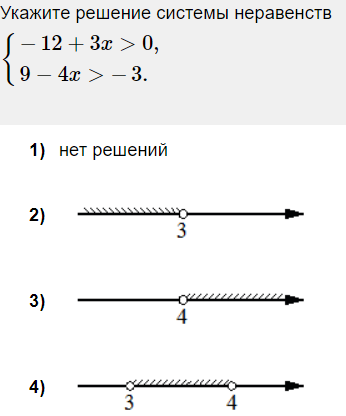 Укажите решение системы неравенств
− 12 + 3x > 0,
9 − 4x > − 3.
1) нет решений
2)
3
3)
4
4)
3 4